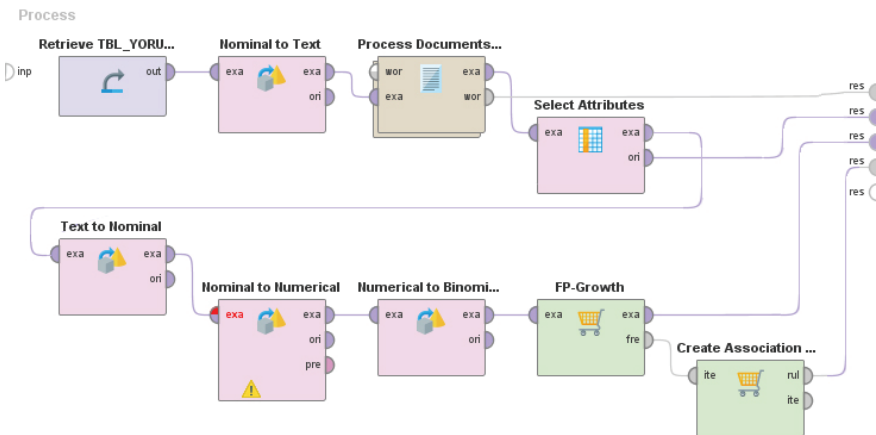 Process
Retrieve TBL_YORU...
Nominal to Text
Process Documents...
inp
out
exa
exa
ori
wor
exa
exa
wor
Select Attributes
exa
exa
ori
res
res
res
res
res
Text to Nominal
exa
exa
ori
Nominal to Numerical
exa
exa
ori
pre
Numerical to Binomi...
exa
exa
ori
FP-Growth
exa
exa
fre
Create Association ...
ite
rul
ite